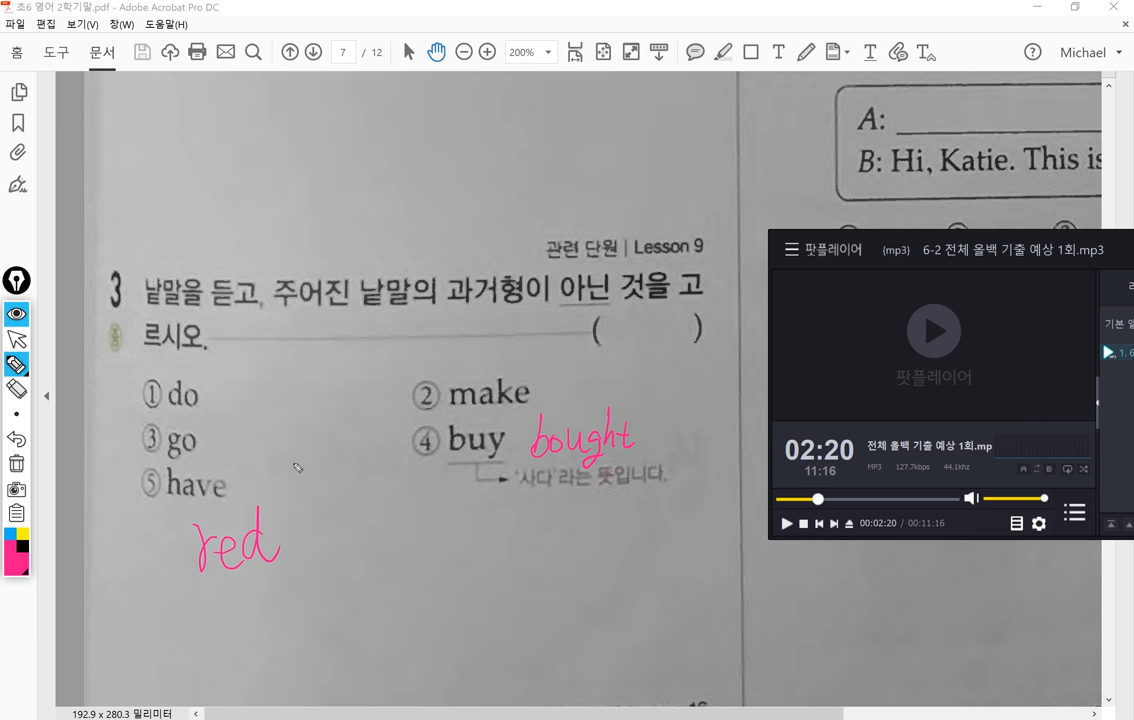 초6 영어 2학기말.pdf - Adobe Acrobat Pro DC
파일 편집 보기(V) 창(W) 도움말(H)
홈 도구 문서 7 / 12 200% Michael
A:
B: Hi, Katie. This is
관련 단원 | Lesson 9
3 낱말을 듣고, 주어진 낱말의 과거형이 아닌 것을 고
르시오. ( )
① do ② make
③ go ④ buy bought
'사다'라는 뜻입니다.
⑤ have
red
팟플레이어 (mp3) 6-2 전체 올백 기출 예상 1회.mp3
기본 앨
1. 6
팟플레이어
02:20 전체 올백 기출 예상 1회.mp
11:16 MP3 127.7kbps 44.1khz
00:02:20 / 00:11:16
192.9 x 280.3 밀리미터